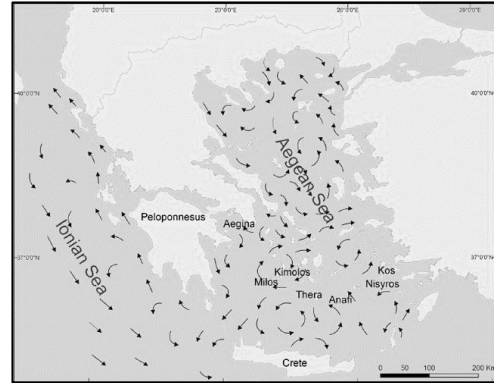 20°0'0"E
23°0'0"E
26°0'0"E
29°0'0"E
40°0'0"N
40°0'0"N
Aegean Sea
Ionian Sea
Peloponnesus
Aegina
37°0'0"N
37°0'0"N
Kimolos
Kos
Milos
Nisyros
Thera
Anafi
Crete
0
100
200 Km